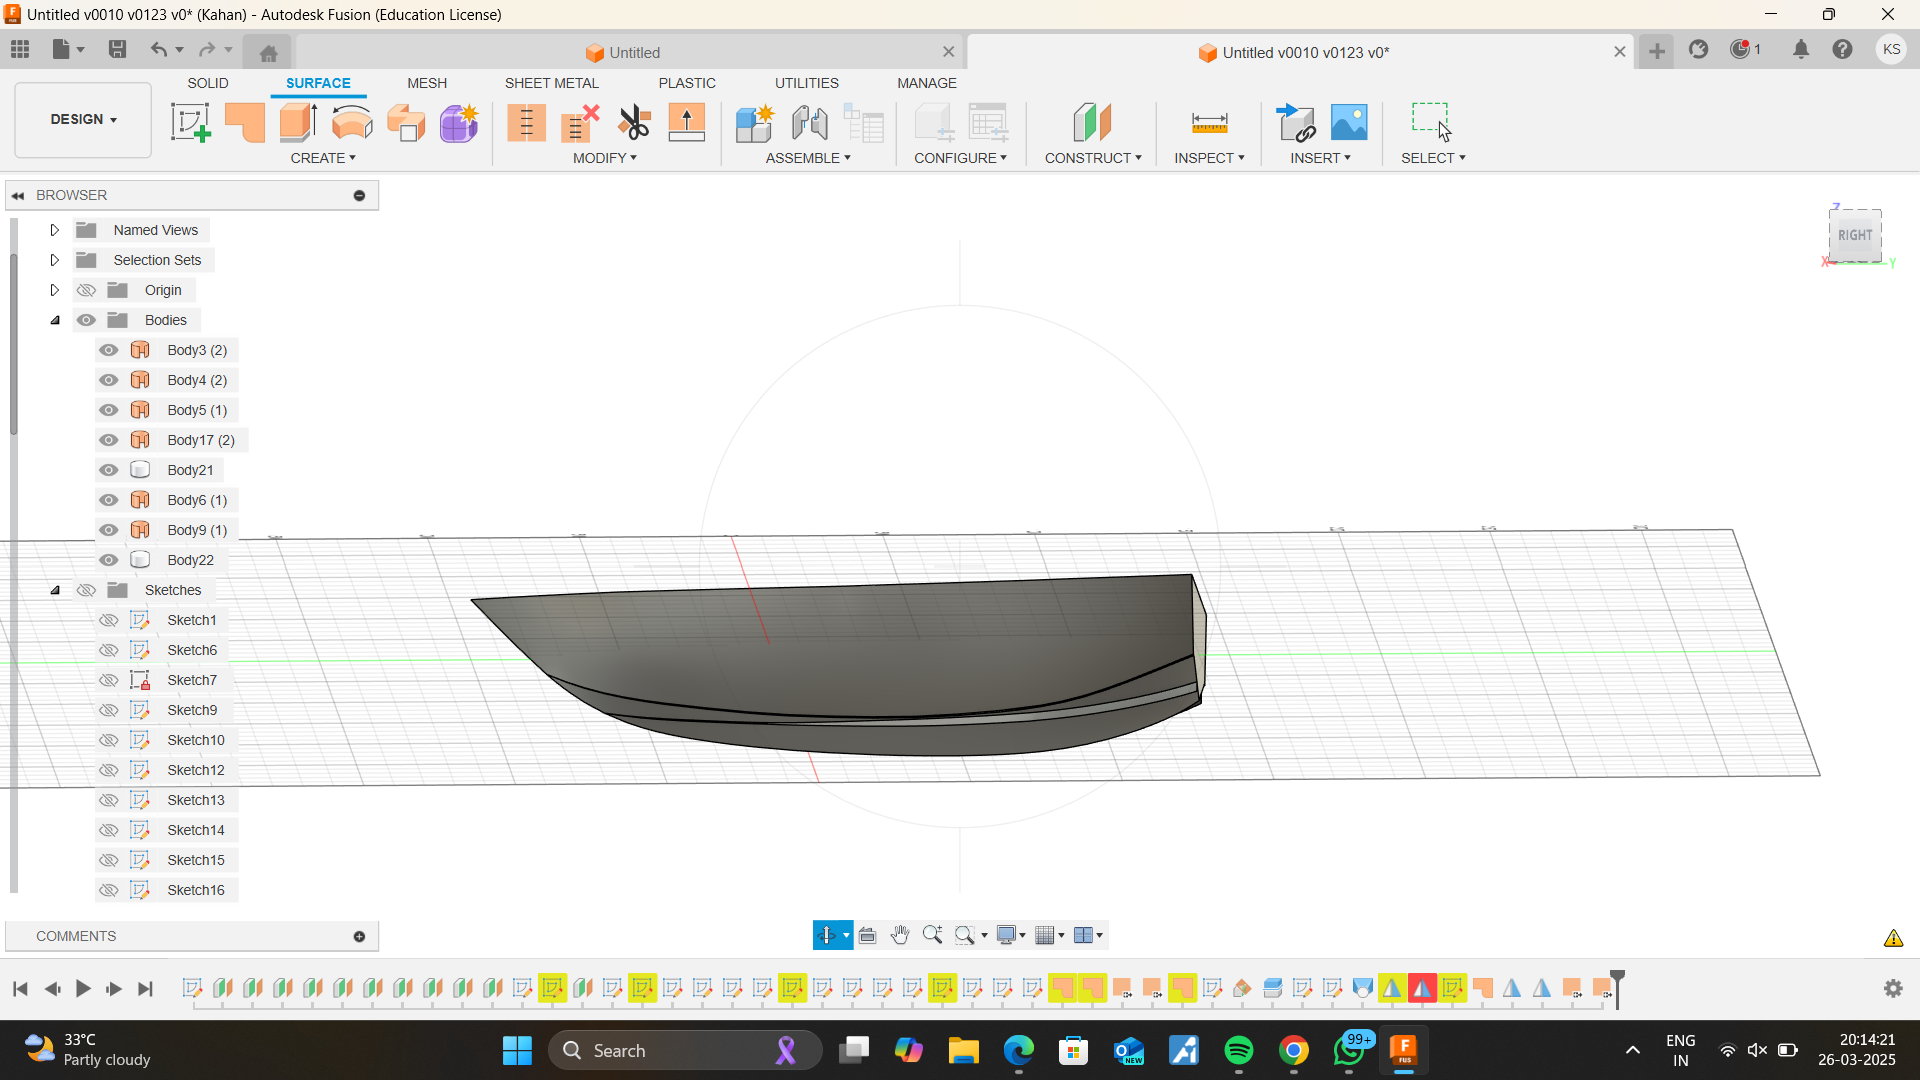 Untitled v0010 v0123 v0* (Kahan) - Autodesk Fusion (Education License)
Untitled
Untitled v0010 v0123 v0*
1
KS
SOLID
SURFACE
MESH
SHEET METAL
PLASTIC
UTILITIES
MANAGE
DESIGN
CREATE
MODIFY
ASSEMBLE
CONFIGURE
CONSTRUCT
INSPECT
INSERT
SELECT
BROWSER
Named Views
Selection Sets
Origin
Bodies
Body3 (2)
Body4 (2)
Body5 (1)
Body17 (2)
Body21
Body6 (1)
Body9 (1)
Body22
Sketches
Sketch1
Sketch6
Sketch7
Sketch9
Sketch10
Sketch12
Sketch13
Sketch14
Sketch15
Sketch16
Z
RIGHT
X
Y
COMMENTS
33°C
Partly cloudy
Search
NEW
99+
F
FUS
ENG
IN
20:14:21
26-03-2025